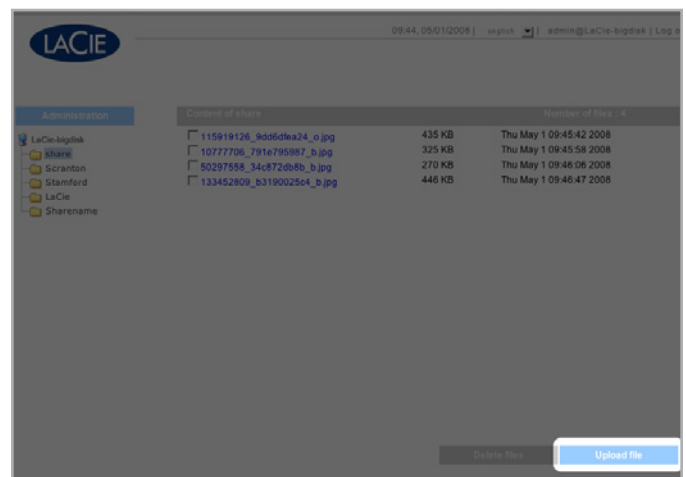 LACIE
09:44, 05/01/2008 | english | admin@LaCie-bigdisk | Log o
Administration
Content of share Number of files : 4
LaCie-bigdisk
share
Scranton
Stamford
LaCie
Sharename
115919126_9dd6dfea24_o.jpg 435 KB Thu May 1 09:45:42 2008
10777706_791e795987_b.jpg 325 KB Thu May 1 09:45:58 2008
50297558_34c872db8b_b.jpg 270 KB Thu May 1 09:46:06 2008
133452809_b3190025c4_b.jpg 446 KB Thu May 1 09:46:47 2008
Delete files Upload file